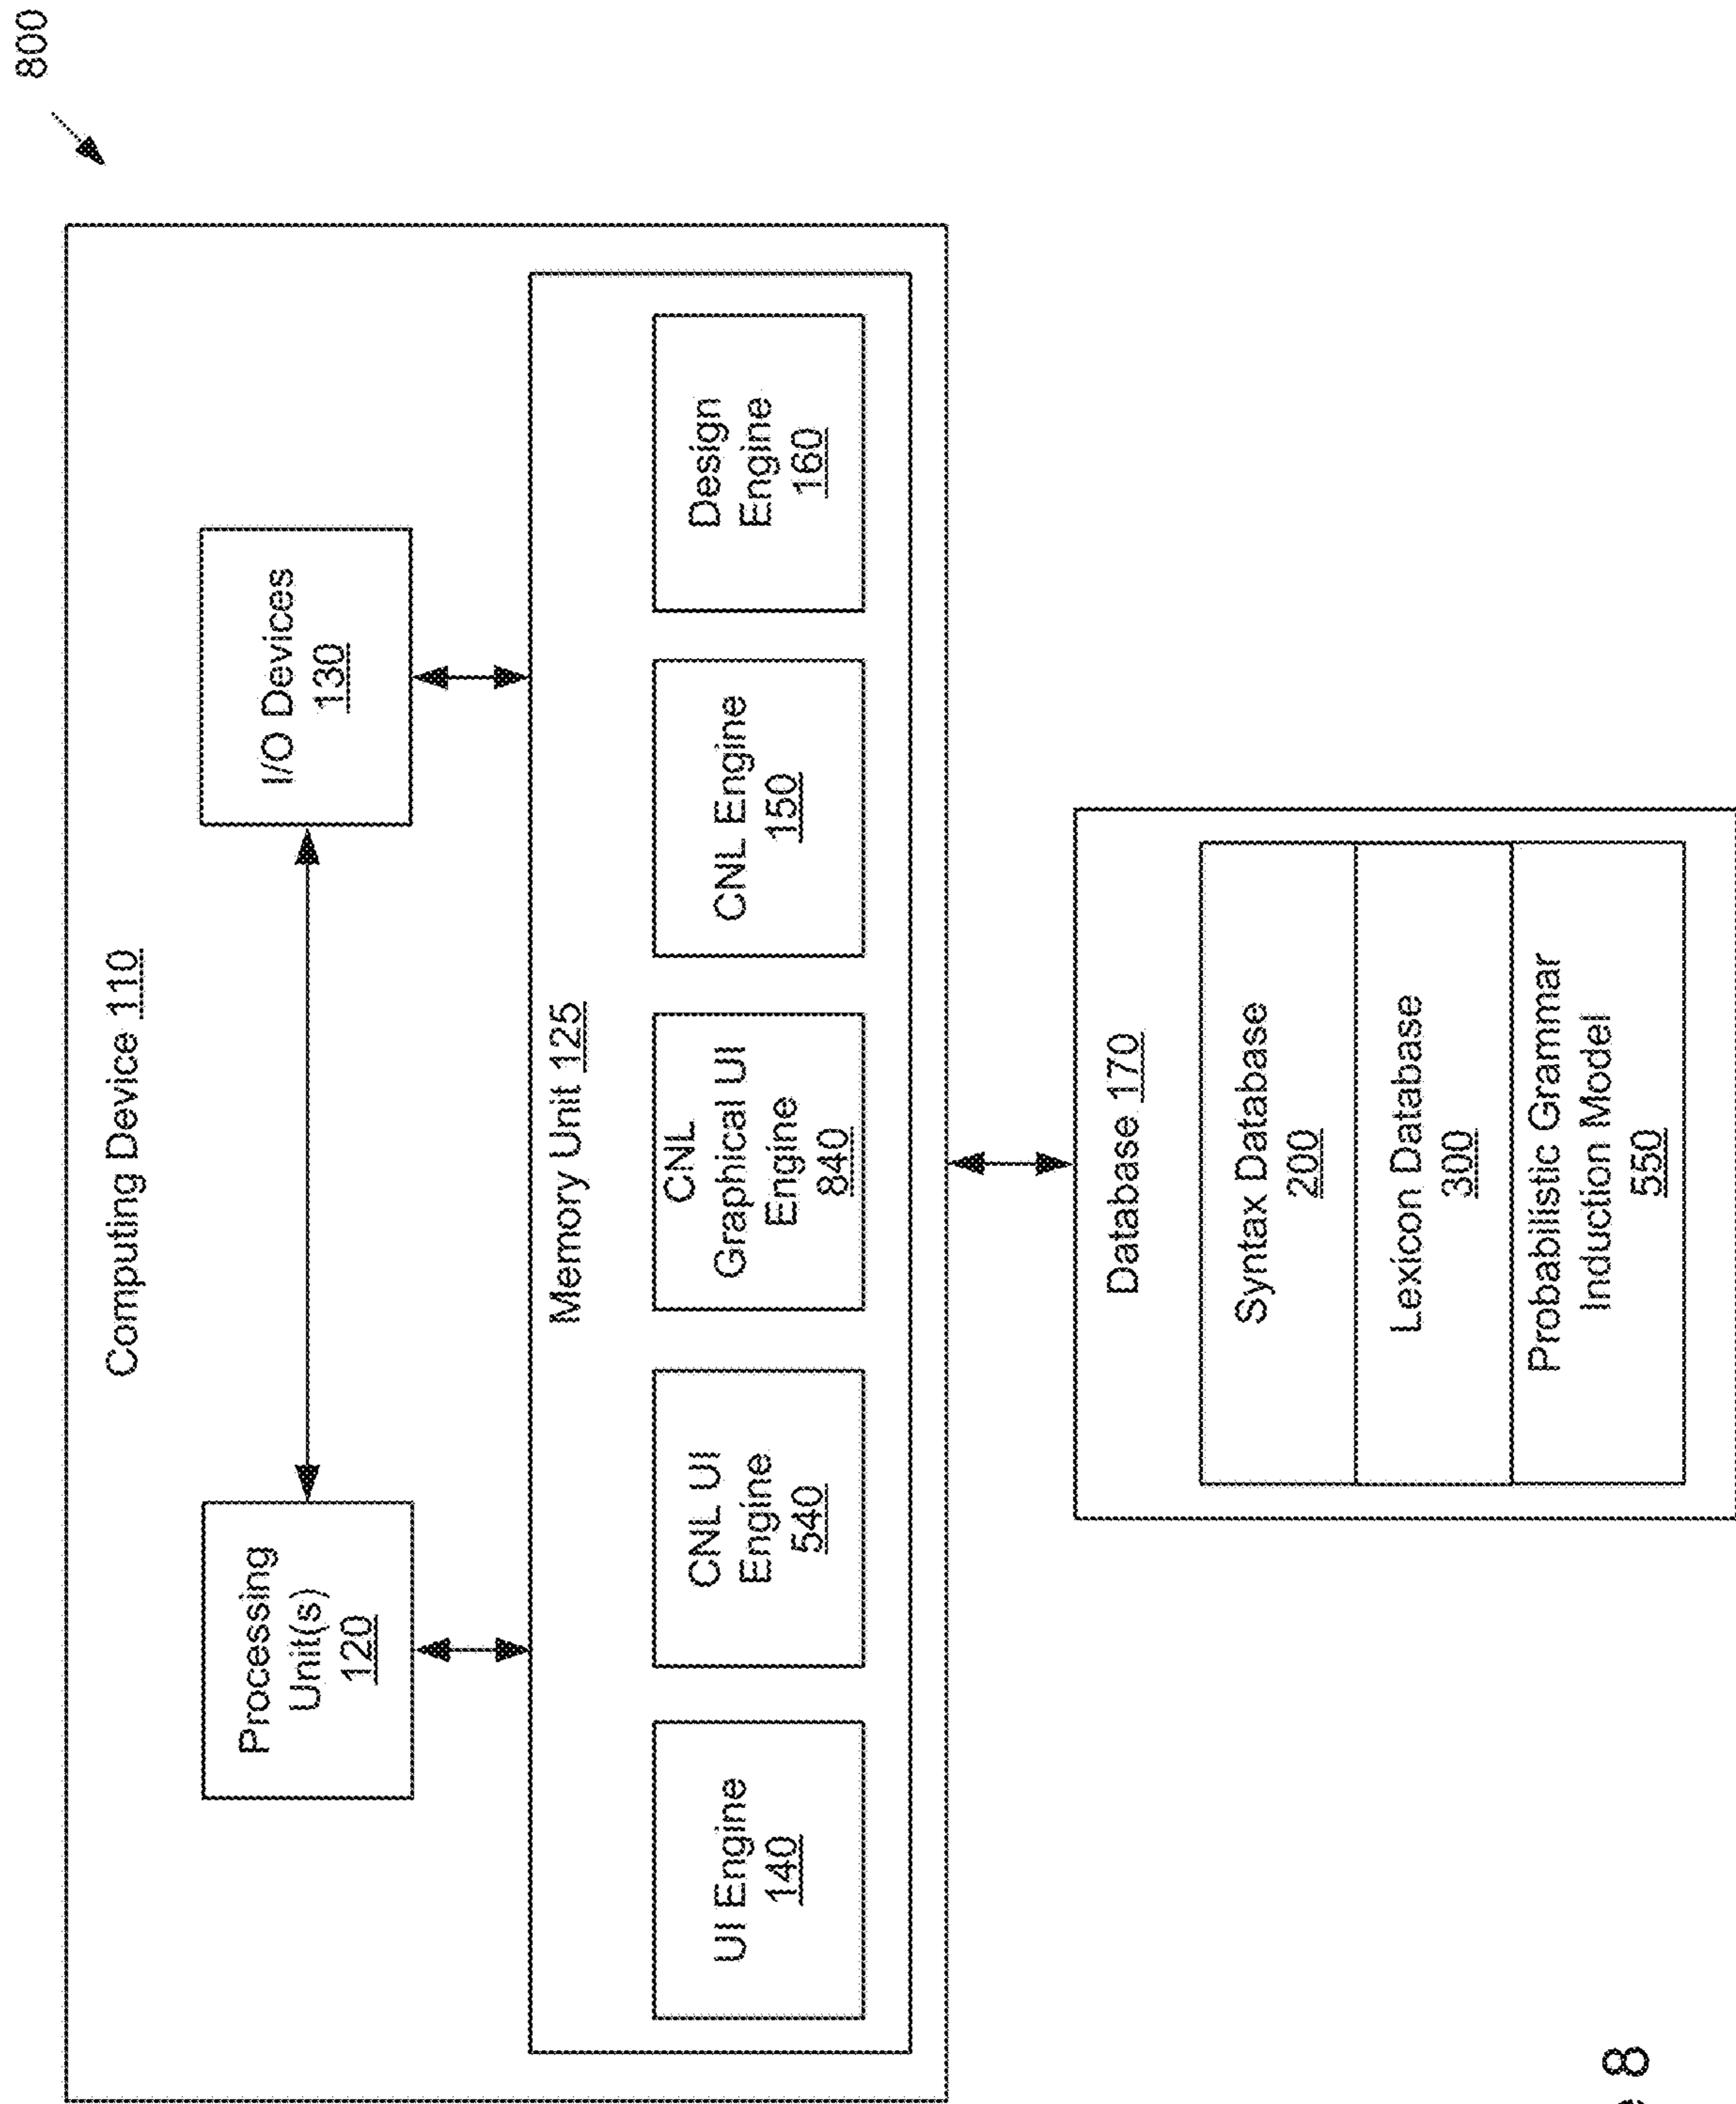 800
Computing Device 110
Processing
Unit(s)
120
I/O Devices
130
Memory Unit 125
UI Engine
140
CNL UI
Engine
540
CNL
Graphical UI
Engine
840
CNL Engine
150
Design
Engine
160
Database 170
Syntax Database
200
Lexicon Database
300
Probablistic Grammar
Induction Model
550
8